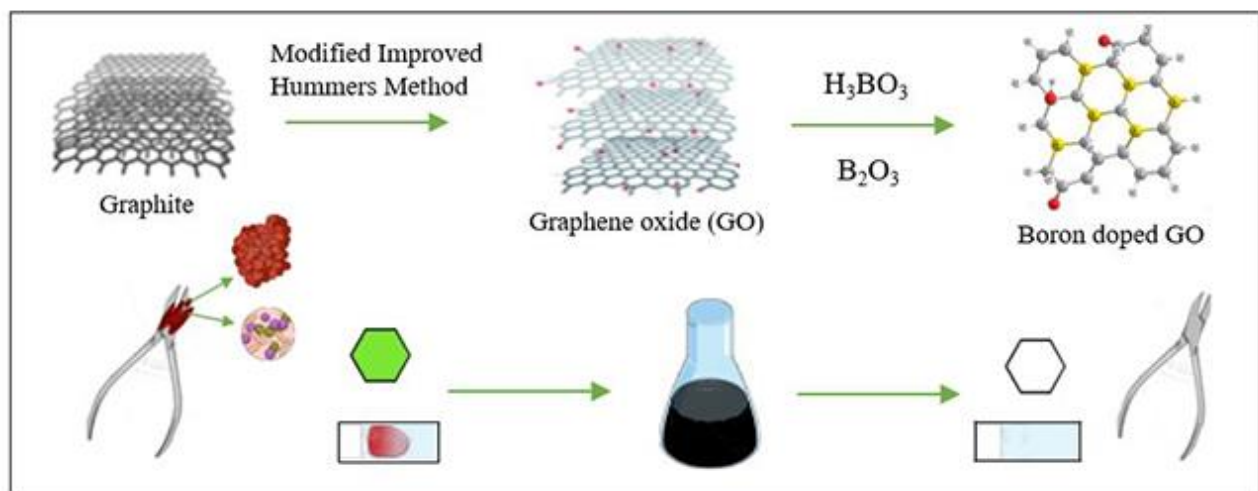 Modified Improved
Hummers Method
H₃BO₃
B₂O₃
Graphite
Graphene oxide (GO)
Boron doped GO